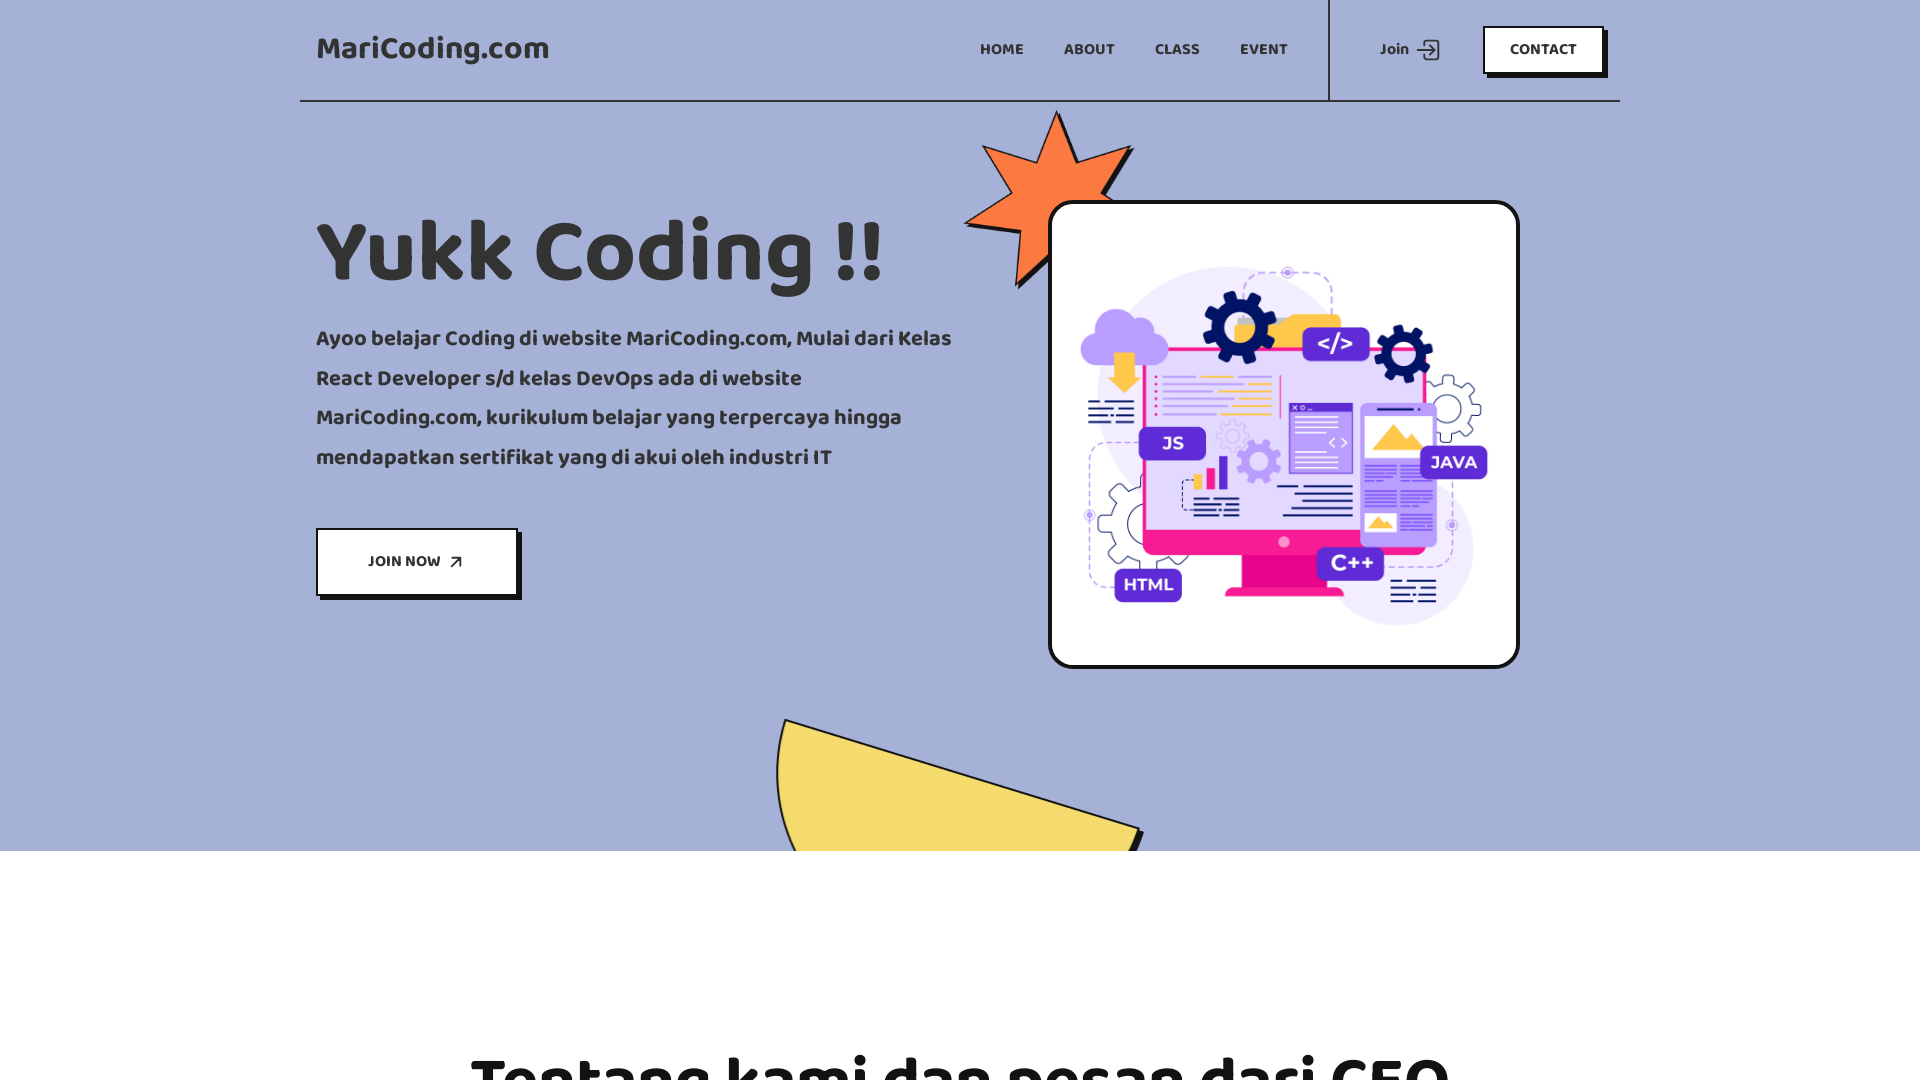 MariCoding.com
HOME ABOUT CLASS EVENT Join CONTACT
Yukk Coding !!
Ayoo belajar Coding di website MariCoding.com, Mulai dari Kelas
React Developer s/d kelas DevOps ada di website
MariCoding.com, kurikulum belajar yang terpercaya hingga
mendapatkan sertifikat yang di akui oleh industri IT
JOIN NOW
</>
JS
JAVA
C++
HTML
Tentang kami dan pesan dari CEO